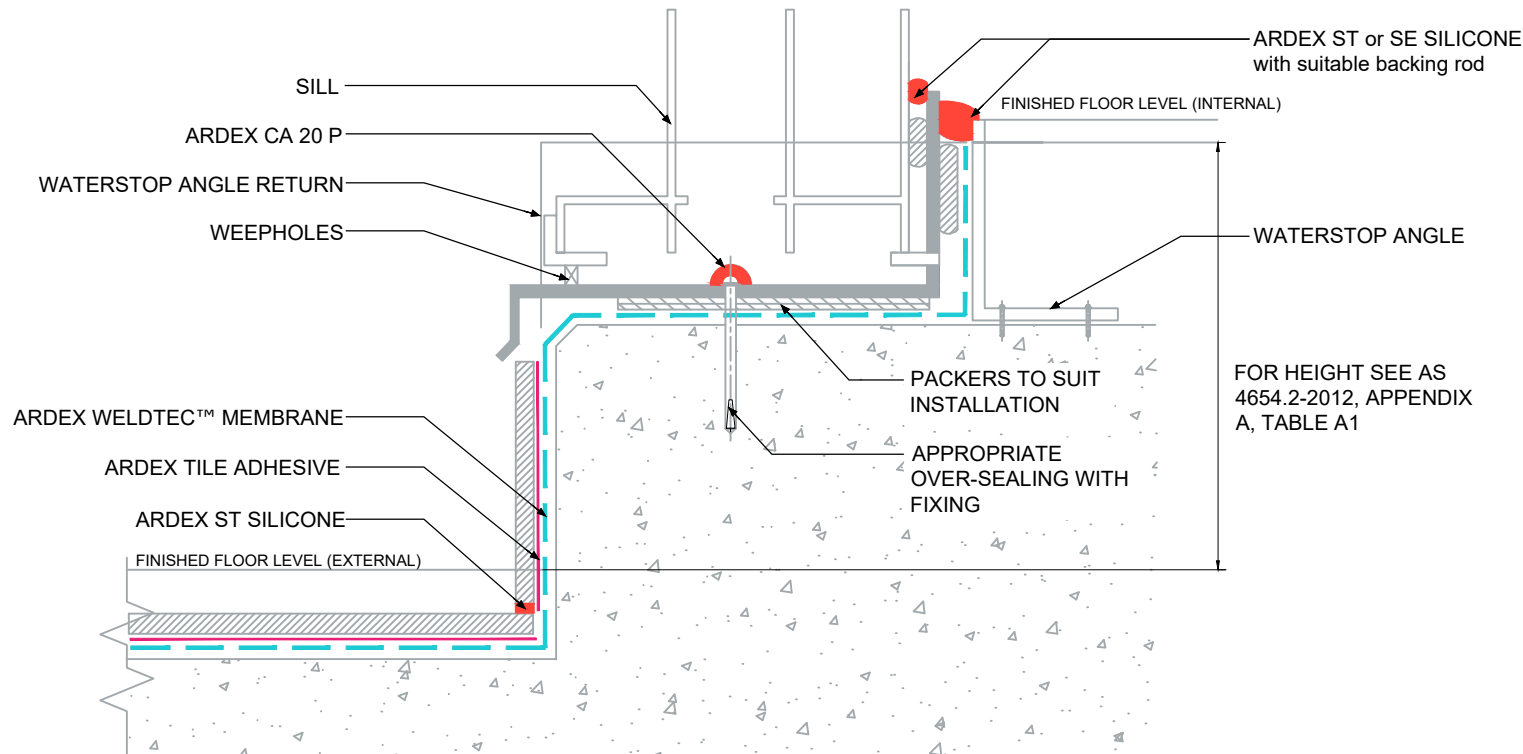 SILL
ARDEX CA 20 P
WATERSTOP ANGLE RETURN
WEEPHOLES
ARDEX WELDTEC™ MEMBRANE
ARDEX TILE ADHESIVE
ARDEX ST SILICONE
FINISHED FLOOR LEVEL (EXTERNAL)
ARDEX ST or SE SILICONE
with suitable backing rod
FINISHED FLOOR LEVEL (INTERNAL)
WATERSTOP ANGLE
PACKERS TO SUIT
INSTALLATION
APPROPRIATE
OVER-SEALING WITH
FIXING
FOR HEIGHT SEE AS
4654.2-2012, APPENDIX
A, TABLE A1